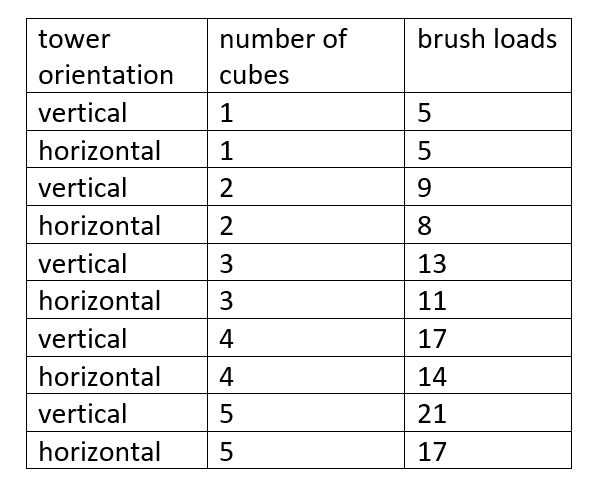 tower orientation number of cubes brush loads
vertical 1 5
horizontal 1 5
vertical 2 9
horizontal 2 8
vertical 3 13
horizontal 3 11
vertical 4 17
horizontal 4 14
vertical 5 21
horizontal 5 17